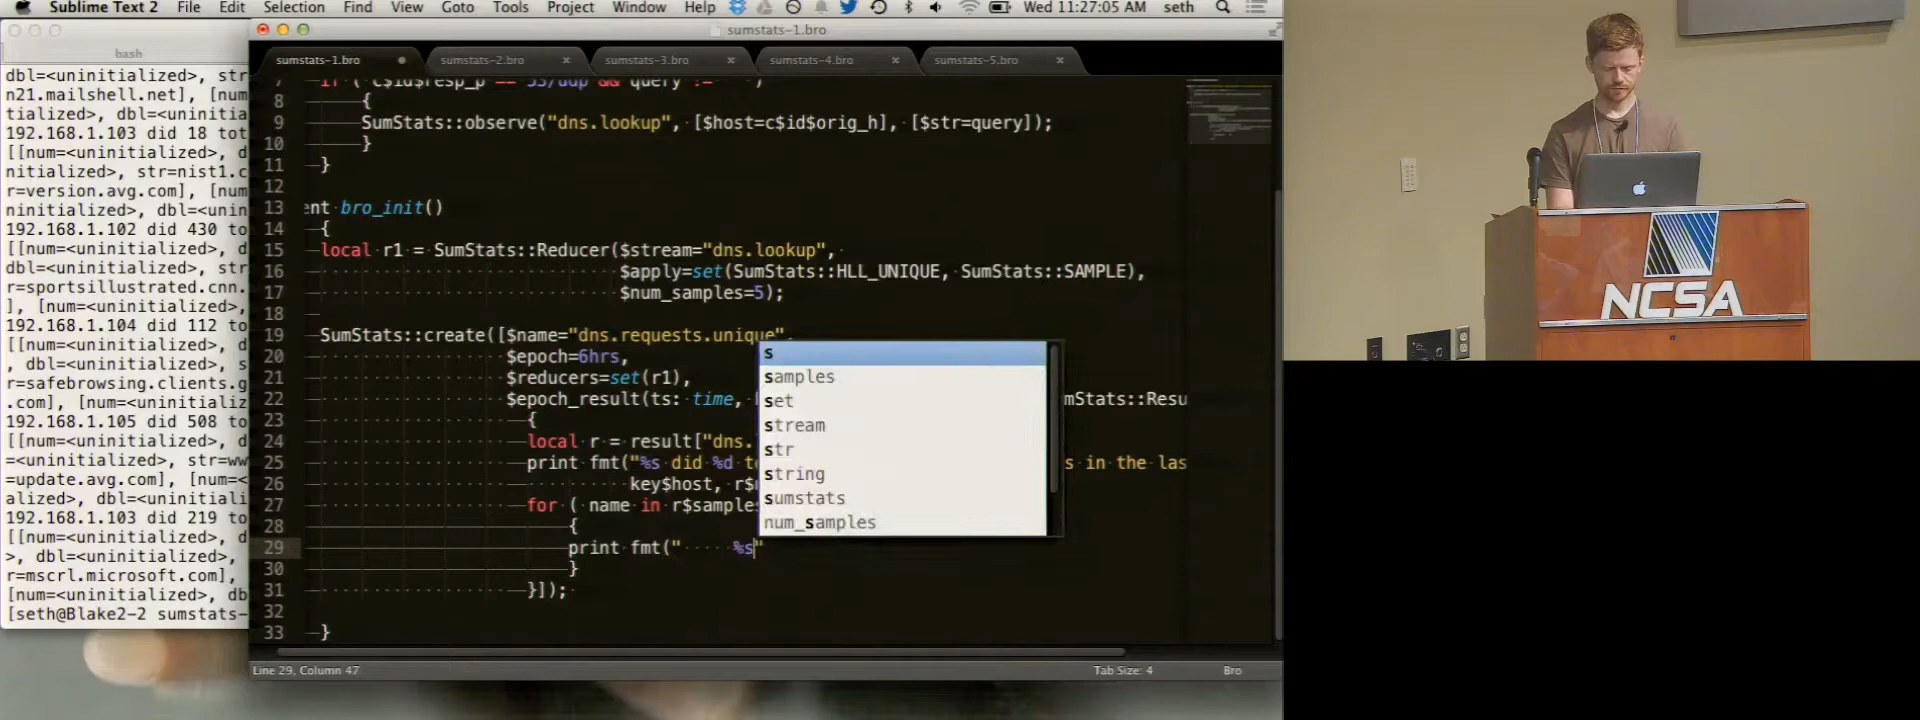 Sublime Text 2 File Edit Selection Find View Goto Tools Project Window Help Wed 11:27:05 AM seth
bash
dbl=<uninitialized>, str
n21.mailshell.net], [num
tialized>, dbl=<uninitia
192.168.1.103 did 18 tot
[[num=<uninitialized>, d
nitialized>, str=nist1.c
r=version.avg.com], [num
ninitialized>, dbl=<unin
192.168.1.102 did 430 to
[[num=<uninitialized>, d
dbl=<uninitialized>, str
r=sportsillustrated.cnn.
], [num=<uninitialized>,
192.168.1.104 did 112 to
[[num=<uninitialized>, d
, dbl=<uninitialized>, s
r=safebrowsing.clients.g
.com], [num=<uninitializ
192.168.1.105 did 508 to
[[num=<uninitialized>, d
=<uninitialized>, str=ww
=update.avg.com], [num=<
alized>, dbl=<uninitiali
192.168.1.103 did 219 to
[[num=<uninitialized>, d
>, dbl=<uninitialized>,
r=mscrl.microsoft.com],
[num=<uninitialized>, db
[seth@Blake2-2 sumstats-
sumstats-1.bro
sumstats-1.bro sumstats-2.bro sumstats-3.bro sumstats-4.bro sumstats-5.bro
7 if ( c$id$resp_p == 53/udp && query != )
8 {
9 SumStats::observe("dns.lookup", [$host=c$id$orig_h], [$str=query]);
10 }
11 }
12
13 ent bro_init()
14 {
15 local r1 = SumStats::Reducer($stream="dns.lookup",
16 $apply=set(SumStats::HLL_UNIQUE, SumStats::SAMPLE),
17 $num_samples=5);
18
19 SumStats::create([$name="dns.requests.unique",
20 $epoch=6hrs,
21 $reducers=set(r1),
22 $epoch_result(ts: time, mStats::Resu
23 {
24 local r = result["dns.
25 print fmt("%s did %d to s in the las
26 key$host, r$
27 for ( name in r$samples
28 {
29 print fmt(" %s"
30 }
31 }]);
32
33 }
s
samples
set
stream
str
string
sumstats
num_samples
Line 29, Column 47 Tab Size: 4 Bro
NCSA